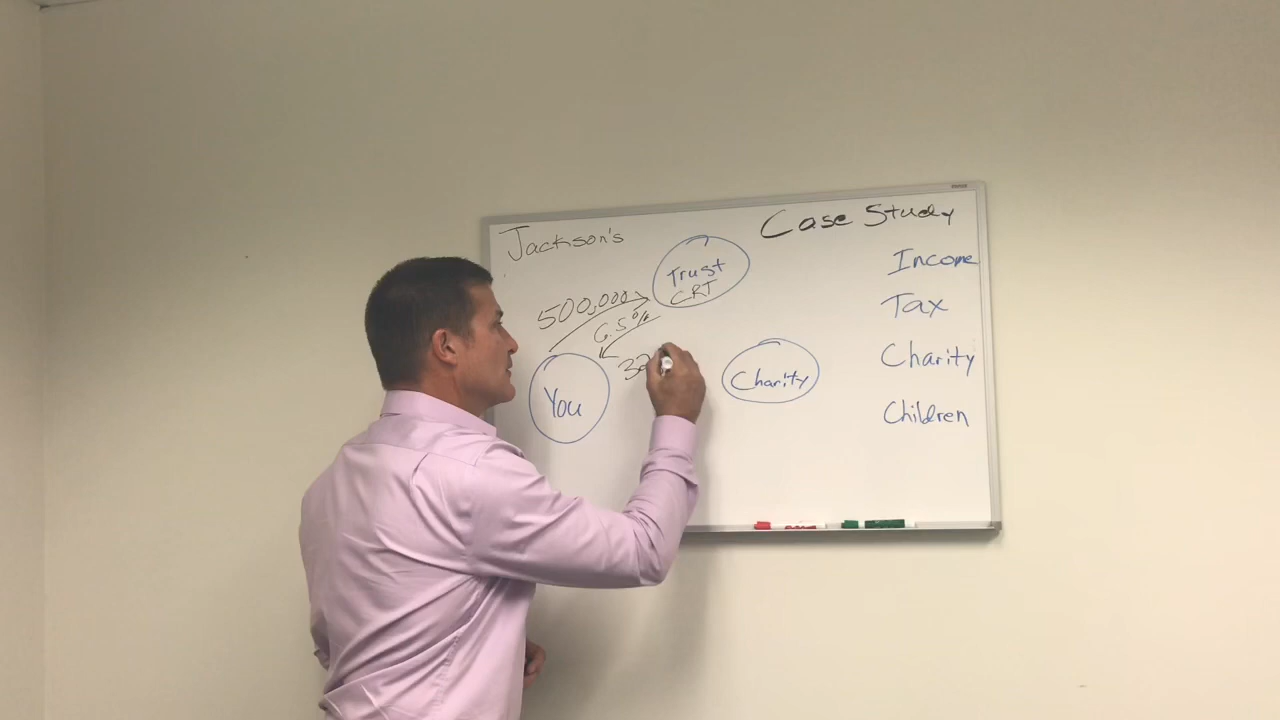 Jackson's
Case Study
Trust
CRT
500,000
6.5%
You
Charity
Income
Tax
Charity
Children